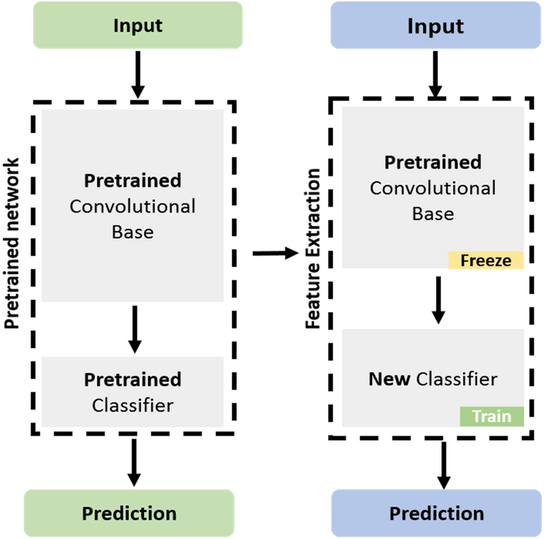 Input
Pretrained network
Pretrained
Convolutional
Base
Pretrained
Classifier
Prediction
Input
Feature Extraction
Pretrained
Convolutional
Base
Freeze
New Classifier
Train
Prediction